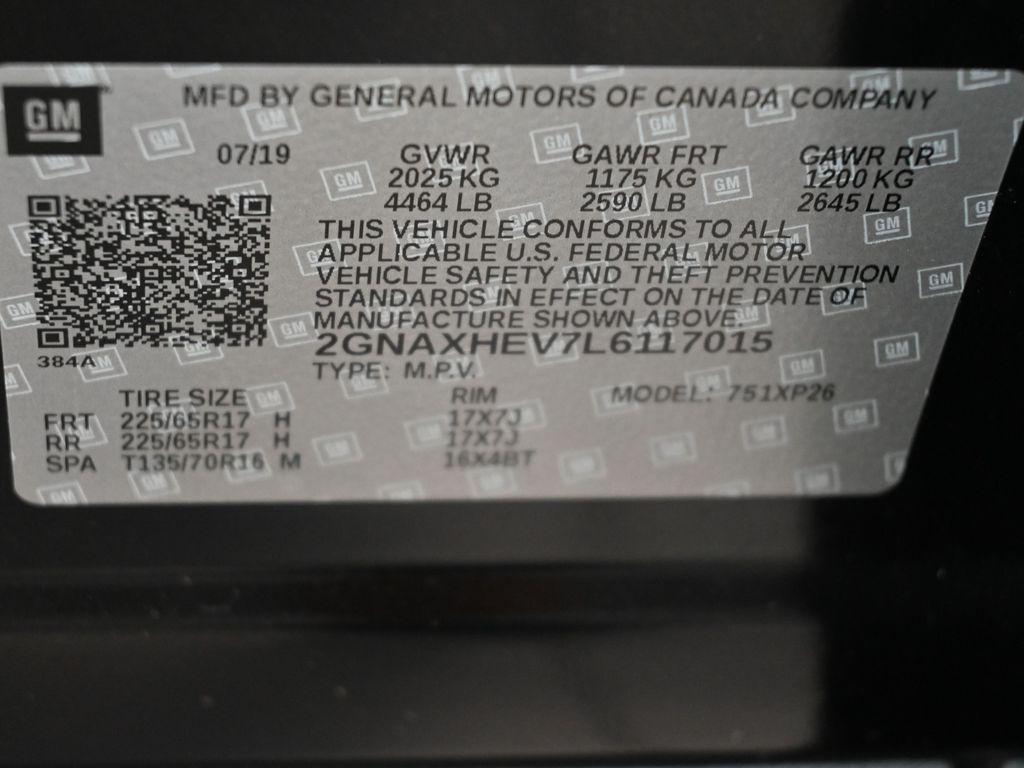 GM
MFD BY GENERAL MOTORS OF CANADA COMPANY
07/19 GVWR GAWR FRT GAWR RR
2025 KG 1175 KG 1200 KG
4464 LB 2590 LB 2645 LB
THIS VEHICLE CONFORMS TO ALL
APPLICABLE U.S. FEDERAL MOTOR
VEHICLE SAFETY AND THEFT PREVENTION
STANDARDS IN EFFECT ON THE DATE OF
MANUFACTURE SHOWN ABOVE.
2GNAXHEV7L6117015
384A
TYPE: M.P.V.
TIRE SIZE RIM MODEL: 751XP26
FRT 225/65R17 H 17X7J
RR 225/65R17 H 17X7J
SPA T135/70R16 M 16X4BT